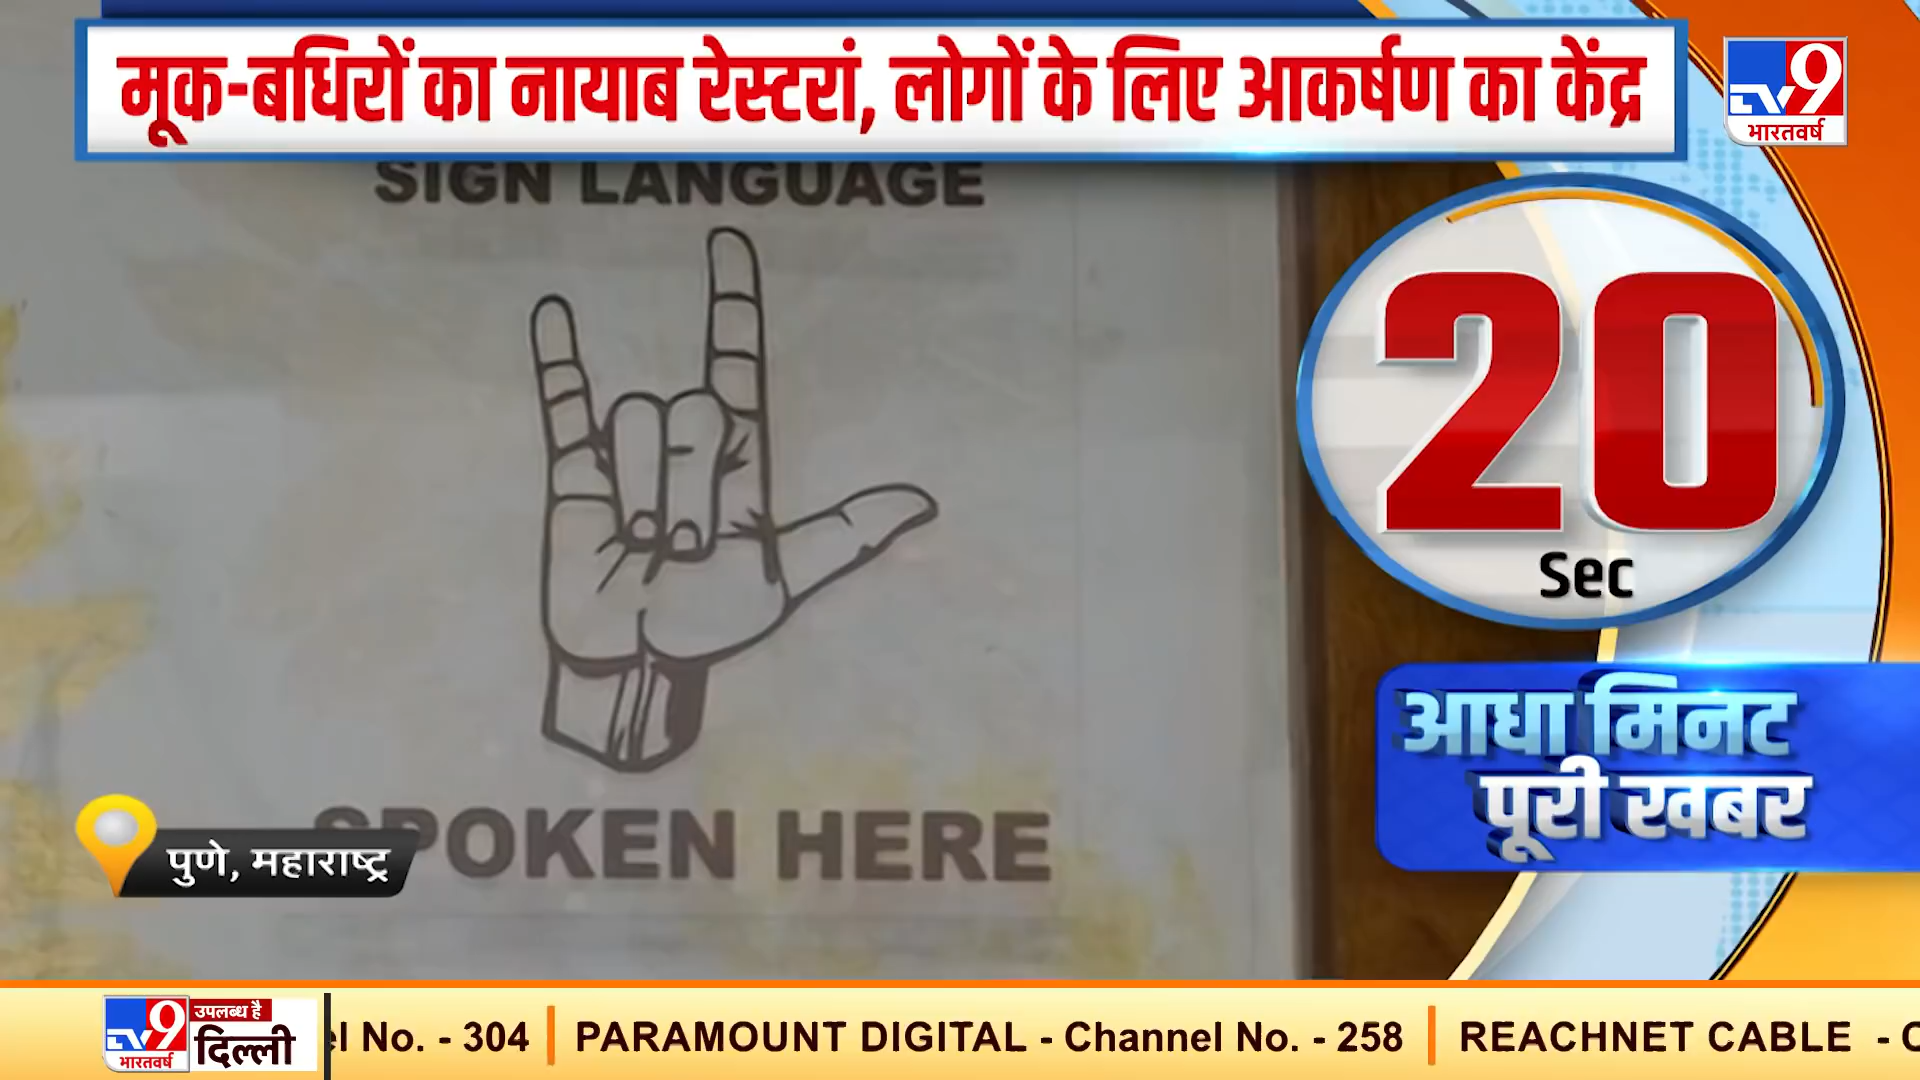 मूक-बधिरों का नायाब रेस्टरां, लोगों के लिए आकर्षण का केंद्र
TV9
भारतवर्ष
SIGN LANGUAGE
20
Sec
आधा मिनट
पूरी खबर
SPOKEN HERE
पुणे, महाराष्ट्र
TV9
भारतवर्ष
उपलब्ध है
दिल्ली
No. - 304 | PARAMOUNT DIGITAL - Channel No. - 258 | REACHNET CABLE -